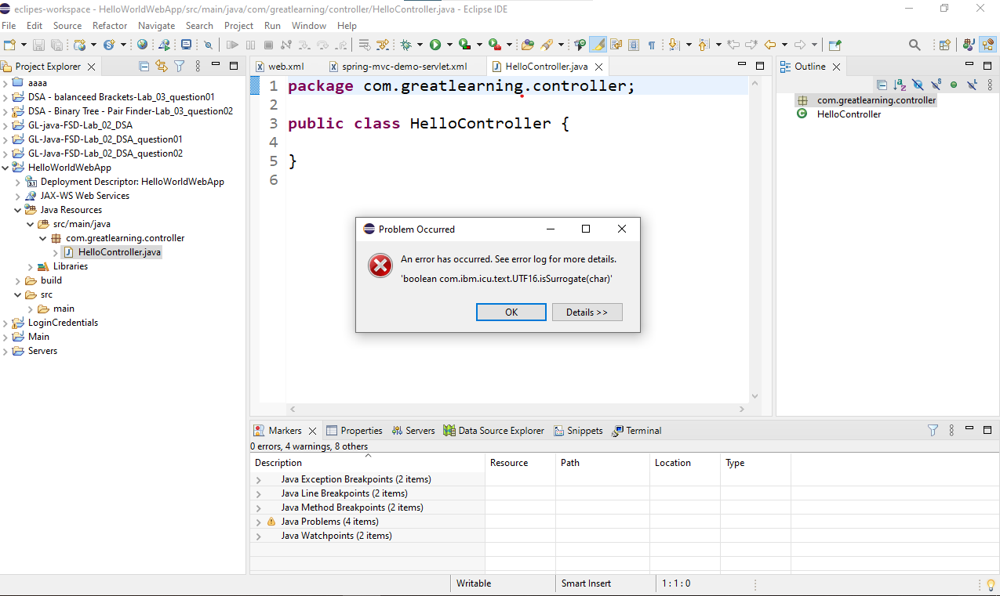 eclipes-workspace - HelloWorldWebApp/src/main/java/com/greatlearning/controller/HelloController.java - Eclipse IDE
File Edit Source Refactor Navigate Search Project Run Window Help
Project Explorer
aaaa
DSA - balanceed Brackets-Lab_03_question01
DSA - Binary Tree - Pair Finder-Lab_03_question02
GL-java-FSD-Lab_02_DSA
GL-Java-FSD-Lab_02_DSA_question01
GL-Java-FSD-Lab_02_DSA_question02
HelloWorldWebApp
Deployment Descriptor: HelloWorldWebApp
JAX-WS Web Services
Java Resources
src/main/java
com.greatlearning.controller
HelloController.java
Libraries
build
src
main
LoginCredentials
Main
Servers
web.xml spring-mvc-demo-servlet.xml HelloController.java
1 package com.greatlearning.controller;
2
3 public class HelloController {
4
5 }
6
Outline
com.greatlearning.controller
HelloController
Problem Occurred
An error has occurred. See error log for more details.
'boolean com.ibm.icu.text.UTF16.isSurrogate(char)'
OK Details >>
Markers Properties Servers Data Source Explorer Snippets Terminal
0 errors, 4 warnings, 8 others
Description Resource Path Location Type
Java Exception Breakpoints (2 items)
Java Line Breakpoints (2 items)
Java Method Breakpoints (2 items)
Java Problems (4 items)
Java Watchpoints (2 items)
Writable Smart Insert 1 : 1 : 0